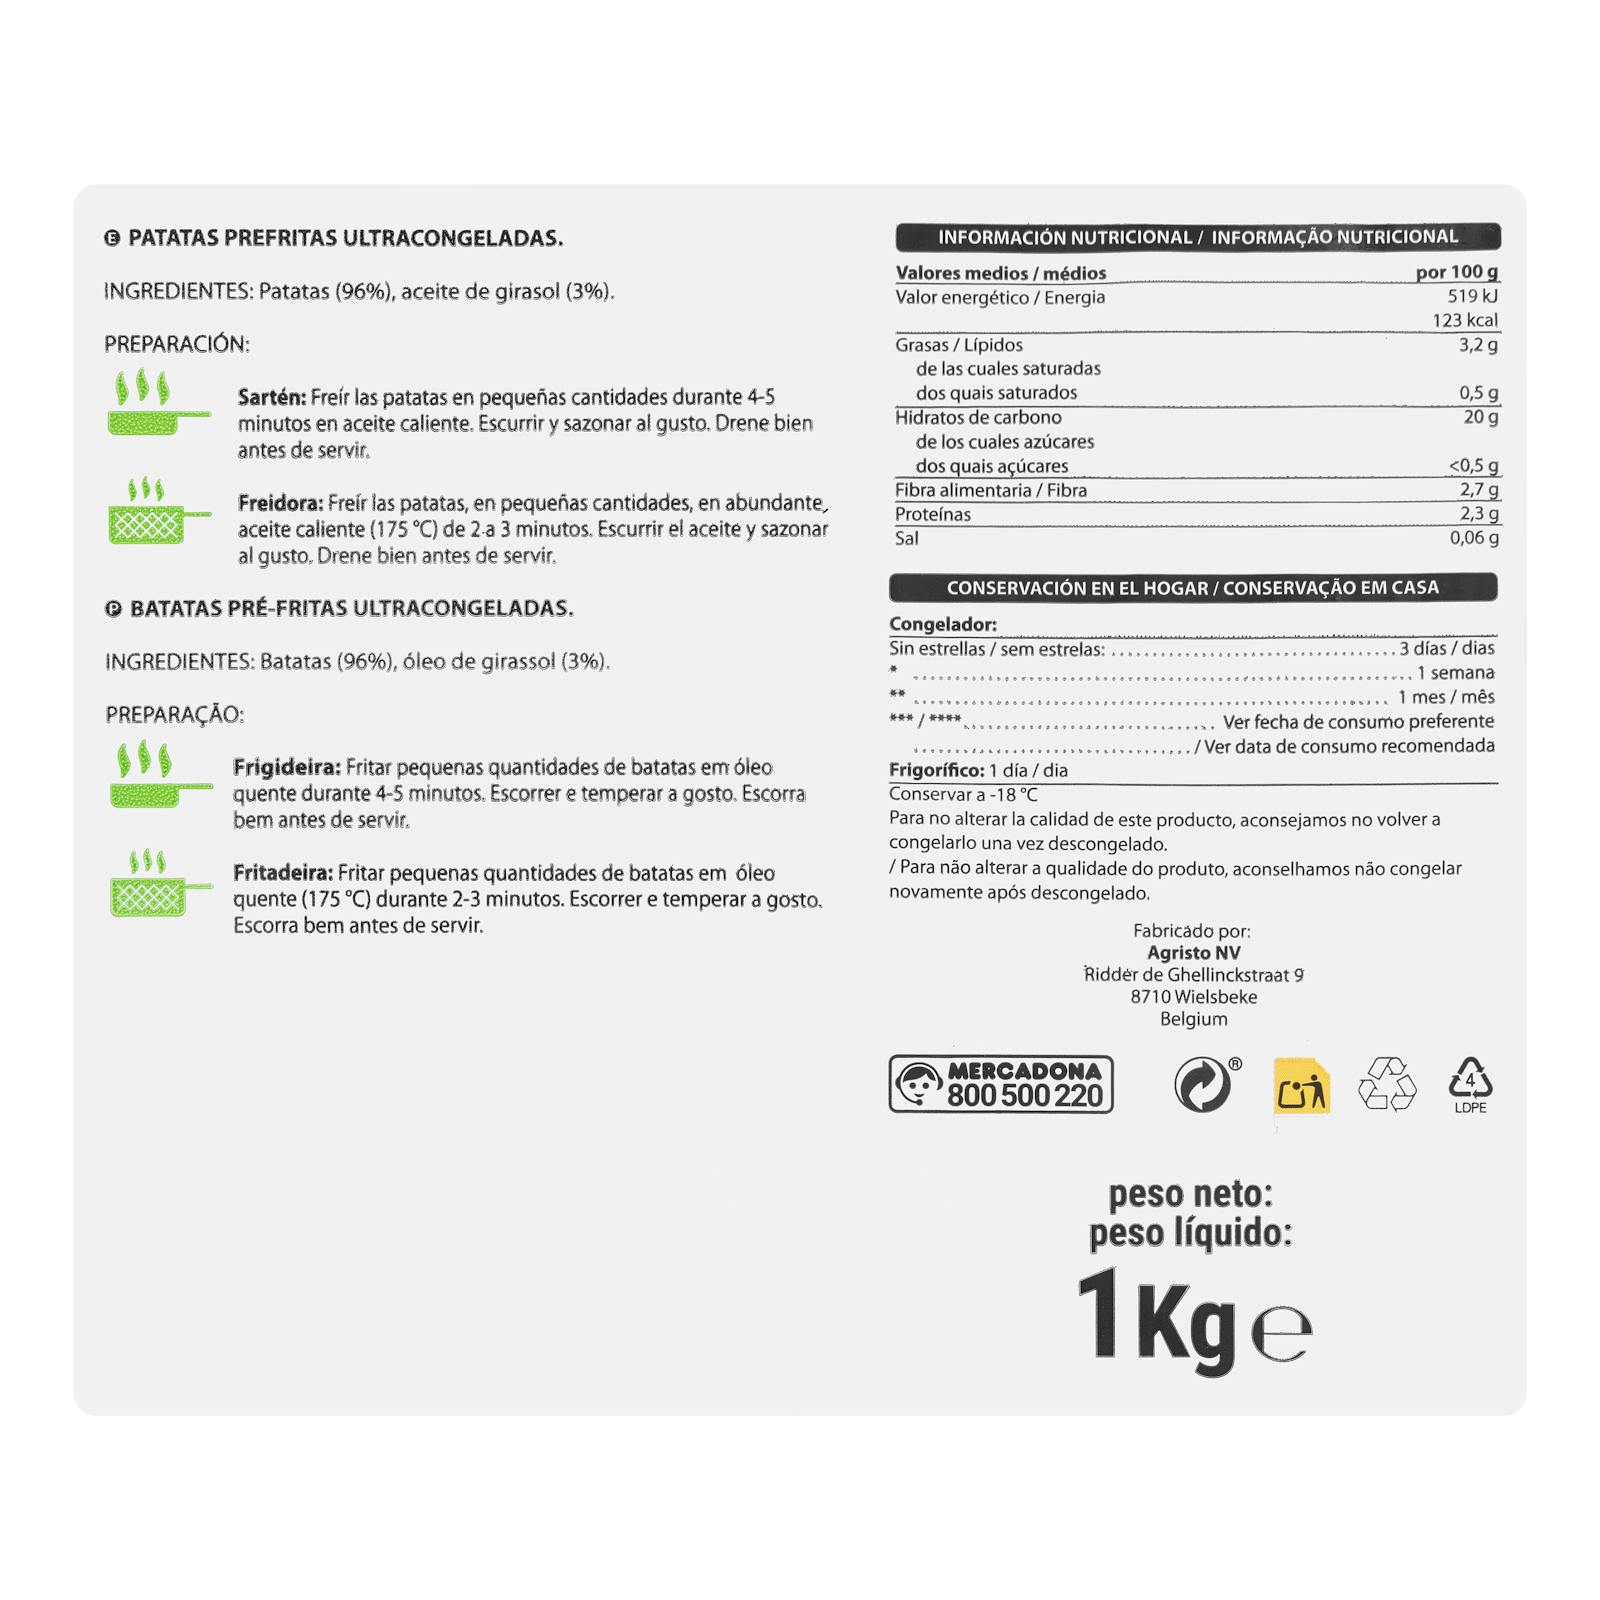 E PATATAS PREFRITAS ULTRACONGELADAS.
INGREDIENTES: Patatas (96%), aceite de girasol (3%).
PREPARACIÓN:
Sartén: Freír las patatas en pequeñas cantidades durante 4-5
minutos en aceite caliente. Escurrir y sazonar al gusto. Drene bien
antes de servir.
Freidora: Freír las patatas, en pequeñas cantidades, en abundante,
aceite caliente (175 °C) de 2 a 3 minutos. Escurrir el aceite y sazonar
al gusto. Drene bien antes de servir.
P BATATAS PRÉ-FRITAS ULTRACONGELADAS.
INGREDIENTES: Batatas (96%), óleo de girassol (3%).
PREPARAÇÃO:
Frigideira: Fritar pequenas quantidades de batatas em óleo
quente durante 4-5 minutos. Escorrer e temperar a gosto. Escorra
bem antes de servir.
Fritadeira: Fritar pequenas quantidades de batatas em óleo
quente (175 °C) durante 2-3 minutos. Escorrer e temperar a gosto.
Escorra bem antes de servir.
INFORMACIÓN NUTRICIONAL / INFORMAÇÃO NUTRICIONAL
Valores medios / médios por 100 g
Valor energético / Energia 519 kJ
123 kcal
Grasas / Lípidos 3,2 g
de las cuales saturadas
dos quais saturados 0,5 g
Hidratos de carbono 20 g
de los cuales azúcares
dos quais açúcares <0,5 g
Fibra alimentaria / Fibra 2,7 g
Proteínas 2,3 g
Sal 0,06 g
CONSERVACIÓN EN EL HOGAR / CONSERVAÇÃO EM CASA
Congelador:
Sin estrellas / sem estrelas: ........................ 3 días / dias
* ........................ 1 semana
** ........................ 1 mes / mês
*** / **** ........................ Ver fecha de consumo preferente
........................ / Ver data de consumo recomendada
Frigorífico: 1 día / dia
Conservar a -18 °C
Para no alterar la calidad de este producto, aconsejamos no volver a
congelarlo una vez descongelado.
/ Para não alterar a qualidade do produto, aconselhamos não congelar
novamente após descongelado.
Fabricado por:
Agristo NV
Ridder de Ghellinckstraat 9
8710 Wielsbeke
Belgium
MERCADONA
800 500 220
®
4
LDPE
peso neto:
peso líquido:
1 Kg e